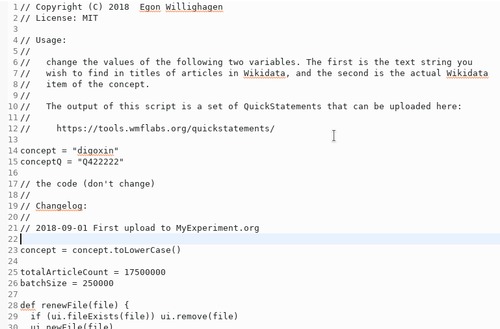 1 // Copyright (C) 2018  Egon Willighagen
2 // License: MIT
3
4 // Usage:
5 //
6 //   change the values of the following two variables. The first is the text string you
7 //   wish to find in titles of articles in Wikidata, and the second is the actual Wikidata
8 //   item of the concept.
9 //
10 //   The output of this script is a set of QuickStatements that can be uploaded here:
11 //
12 //     https://tools.wmflabs.org/quickstatements/
13
14 concept = "digoxin"
15 conceptQ = "Q422222"
16
17 // the code (don't change)
18 //
19 // Changelog:
20 //
21 // 2018-09-01 First upload to MyExperiment.org
22
23 concept = concept.toLowerCase()
24
25 totalArticleCount = 17500000
26 batchSize = 250000
27
28 def renewFile(file) {
29   if (ui.fileExists(file)) ui.remove(file)
30   ui.newFile(file)